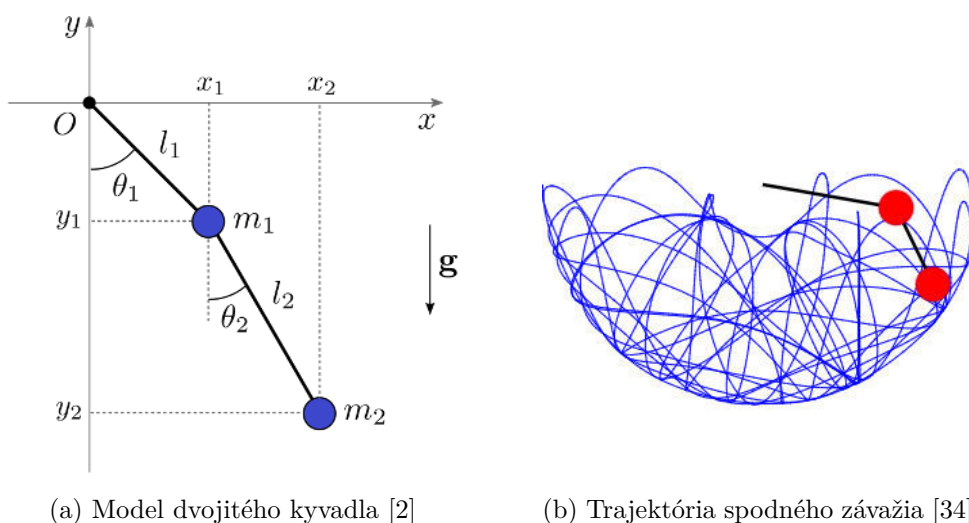 y
x₁ x₂
O
x
l₁
θ₁
y₁
m₁
g
l₂
θ₂
y₂
m₂
(a) Model dvojitého kyvadla [2]
(b) Trajektória spodného závažia [34]